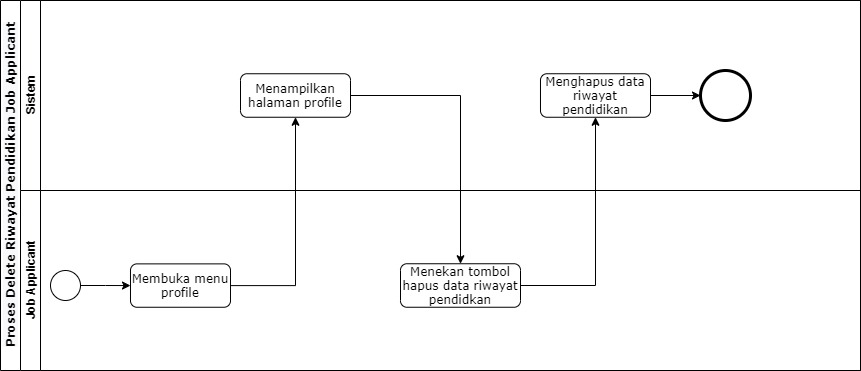 Proses Delete Riwayat Pendidikan Job Applicant
Sistem
Menampilkan
halaman profile
Menghapus data
riwayat
pendidikan
Job Applicant
Membuka menu
profile
Menekan tombol
hapus data riwayat
pendidkan